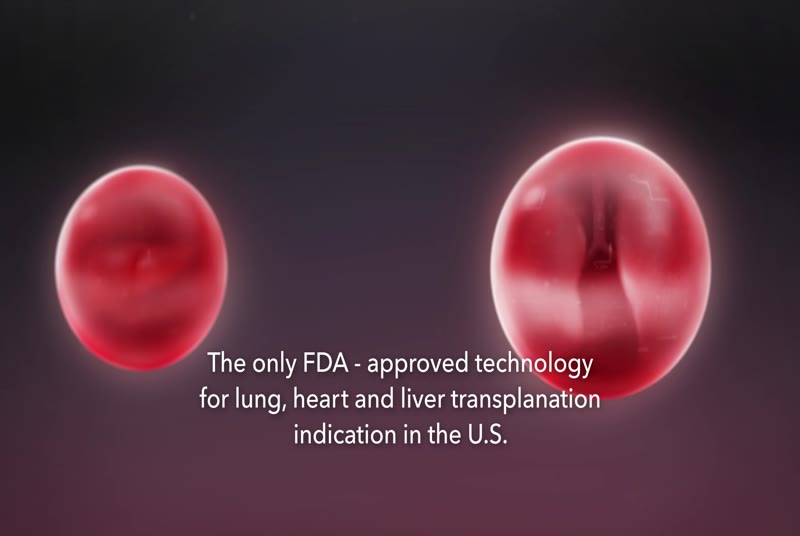 The only FDA - approved technology
for lung, heart and liver transplanation
indication in the U.S.